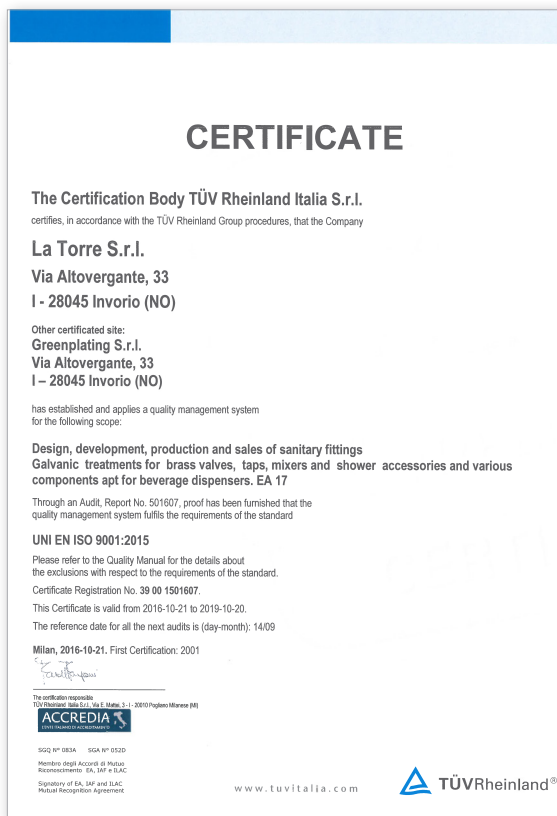 CERTIFICATE
The Certification Body TÜV Rheinland Italia S.r.l.
certifies, in accordance with the TÜV Rheinland Group procedures, that the Company
La Torre S.r.l.
Via Altovergante, 33
I - 28045 Invorio (NO)
Other certificated site:
Greenplating S.r.l.
Via Altovergante, 33
I – 28045 Invorio (NO)
has established and applies a quality management system
for the following scope:
Design, development, production and sales of sanitary fittings
Galvanic treatments for brass valves, taps, mixers and shower accessories and various
components apt for beverage dispensers. EA 17
Through an Audit, Report No. 501607, proof has been furnished that the
quality management system fulfils the requirements of the standard
UNI EN ISO 9001:2015
Please refer to the Quality Manual for the details about
the exclusions with respect to the requirements of the standard.
Certificate Registration No. 39 00 1501607.
This Certificate is valid from 2016-10-21 to 2019-10-20.
The reference date for all the next audits is (day-month): 14/09
Milan, 2016-10-21. First Certification: 2001
The certification responsible
TÜV Rheinland Italia S.r.l., Via E. Mattei, 3 - I - 20010 Pogliano Milanese (MI)
ACCREDIA
L'ENTE ITALIANO DI ACCREDITAMENTO
SGQ N° 083A SGA N° 052D
Membro degli Accordi di Mutuo
Riconoscimento EA, IAF e ILAC
Signatory of EA, IAF and ILAC
Mutual Recognition Agreement
www.tuvitalia.com
TÜVRheinland®